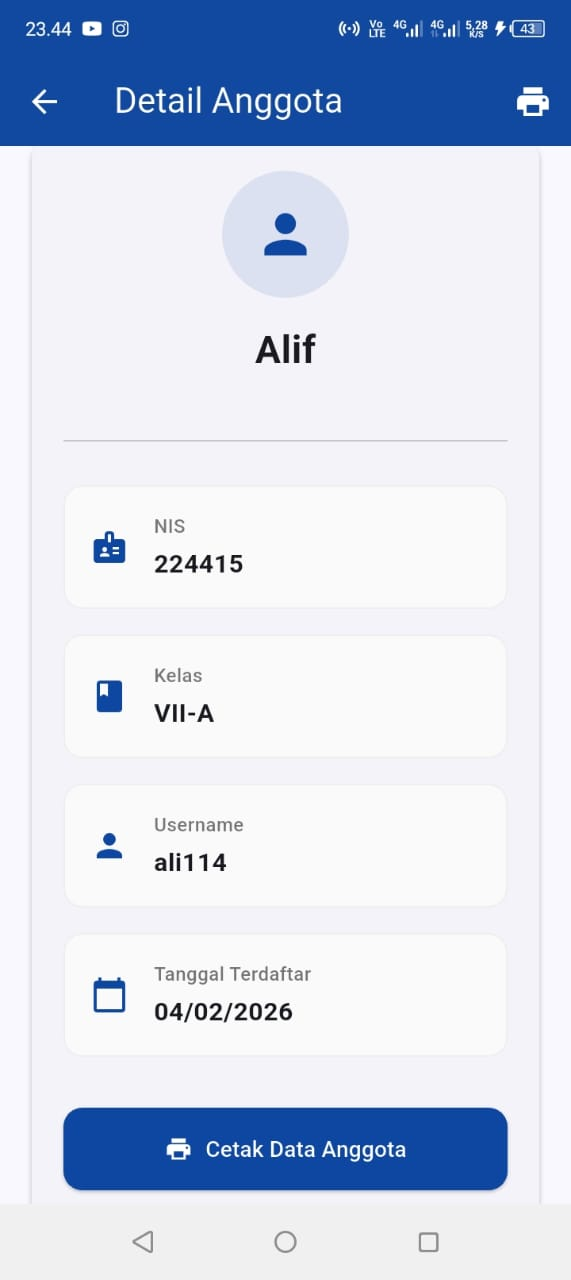 23.44
Vo LTE 4G 4G 5,28 K/S 43
Detail Anggota
Alif
NIS
224415
Kelas
VII-A
Username
ali114
Tanggal Terdaftar
04/02/2026
Cetak Data Anggota